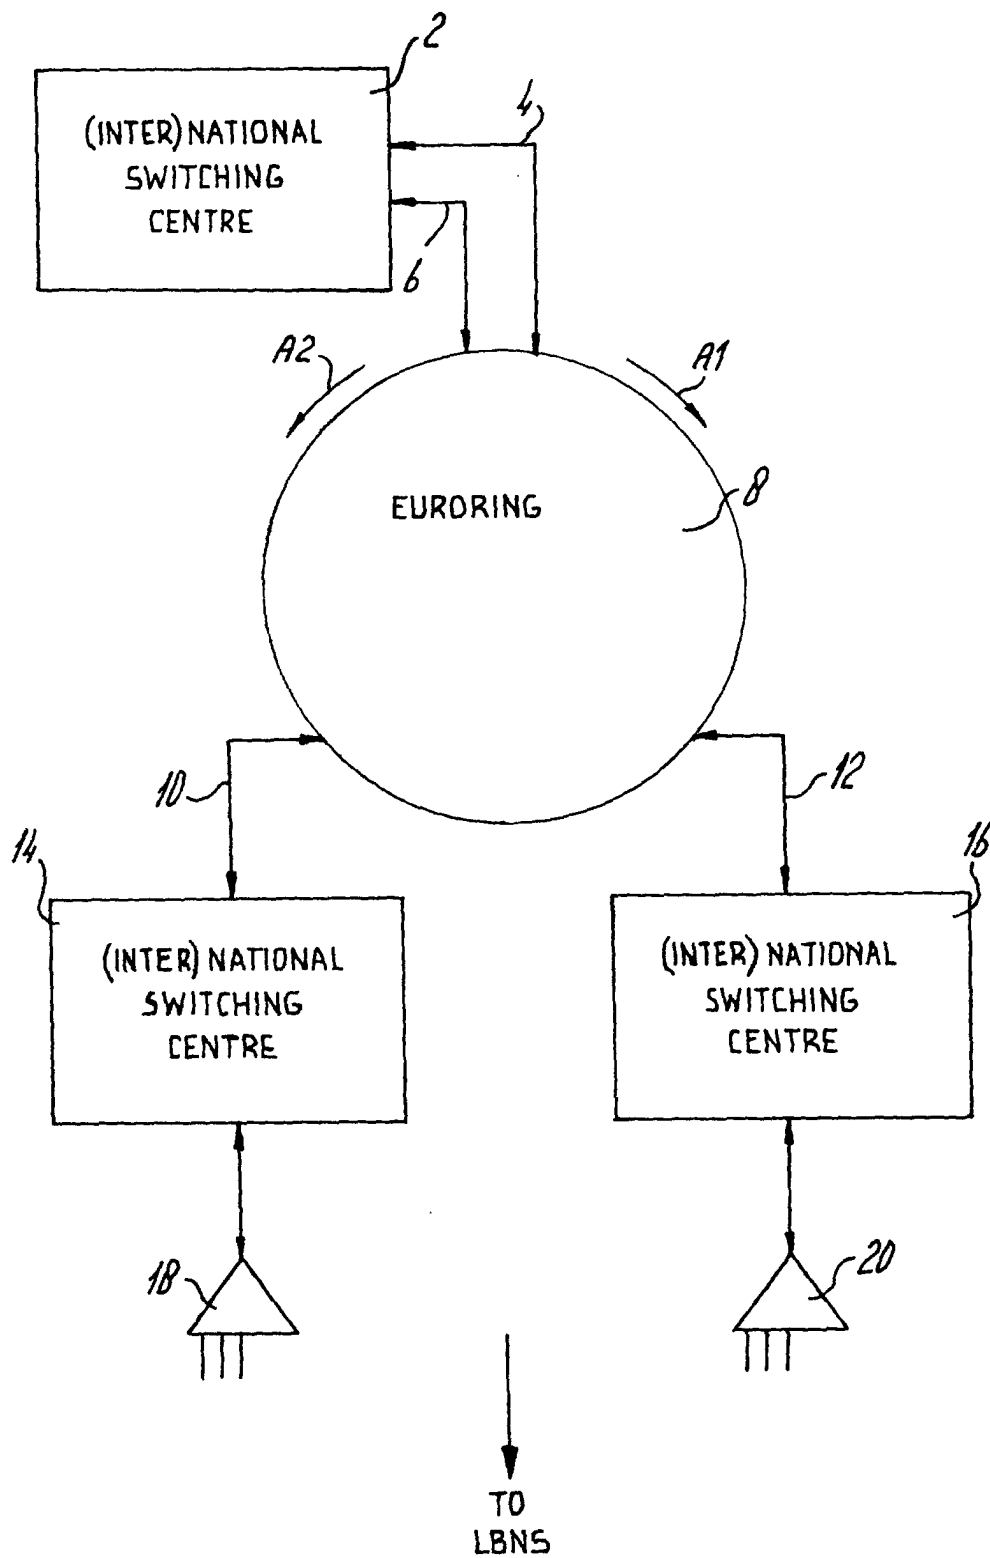 2
(INTER) NATIONAL
SWITCHING
CENTRE
4
6
A2
A1
EURORING
8
10
12
14
16
(INTER) NATIONAL
SWITCHING
CENTRE
(INTER) NATIONAL
SWITCHING
CENTRE
18
20
TO
LBNS